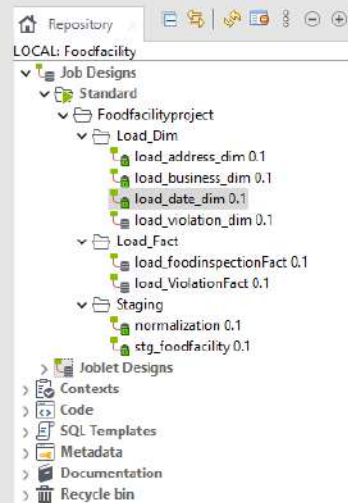 Repository
LOCAL: Foodfacility
Job Designs
Standard
Foodfacilityproject
Load_Dim
load_address_dim 0.1
load_business_dim 0.1
load_date_dim 0.1
load_violation_dim 0.1
Load_Fact
load_foodinspectionFact 0.1
load_ViolationFact 0.1
Staging
normalization 0.1
stg_foodfacility 0.1
Joblet Designs
Contexts
Code
SQL Templates
Metadata
Documentation
Recycle bin